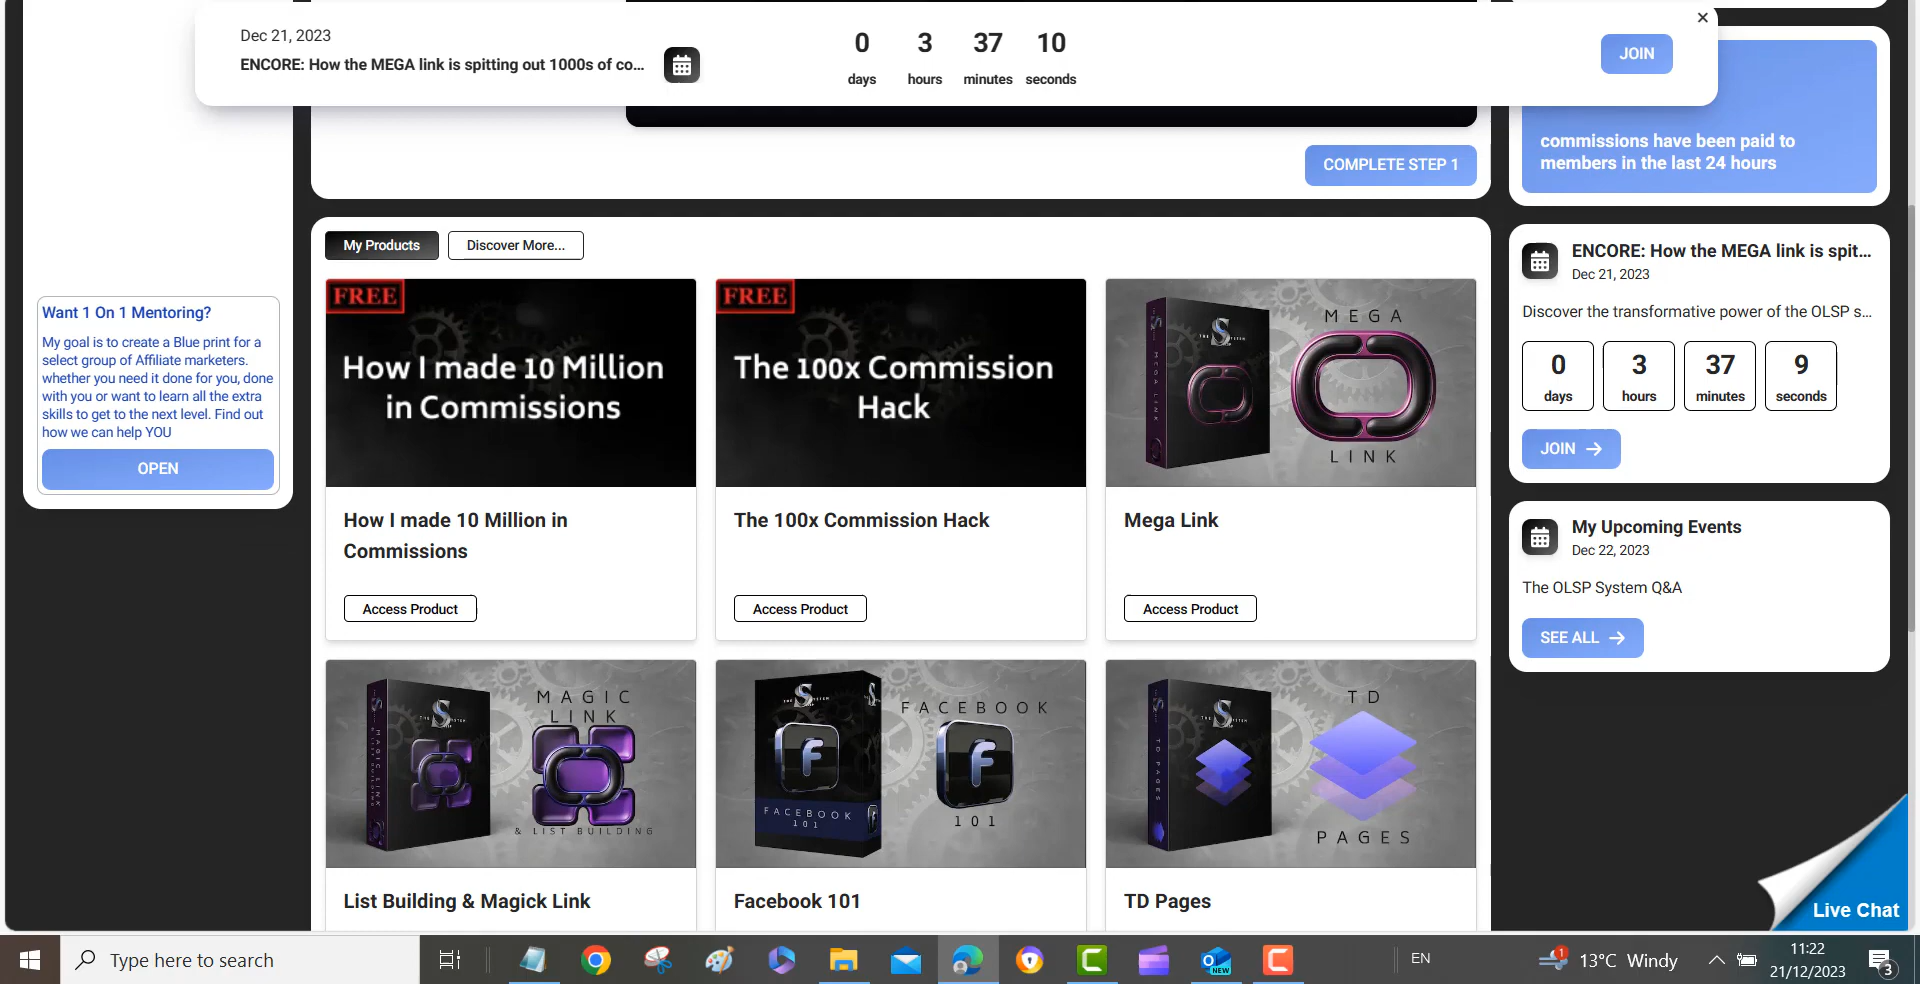 Dec 21, 2023
ENCORE: How the MEGA link is spitting out 1000s of co...
0 3 37 10
days hours minutes seconds
JOIN
COMPLETE STEP 1
commissions have been paid to
members in the last 24 hours
Want 1 On 1 Mentoring?
My goal is to create a Blue print for a
select group of Affiliate marketers.
whether you need it done for you, done
with you or want to learn all the extra
skills to get to the next level. Find out
how we can help YOU
OPEN
My Products
Discover More...
FREE
How I made 10 Million
in Commissions
How I made 10 Million in
Commissions
Access Product
FREE
The 100x Commission
Hack
The 100x Commission Hack
Access Product
MEGA
LINK
MEGA LINK
Mega Link
Access Product
MAGIC
LINK
& LIST BUILDING
List Building & Magick Link
FACEBOOK
101
FACEBOOK
101
Facebook 101
TD
PAGES
TD PAGES
TD Pages
ENCORE: How the MEGA link is spit...
Dec 21, 2023
Discover the transformative power of the OLSP s...
0 3 37 9
days hours minutes seconds
JOIN
My Upcoming Events
Dec 22, 2023
The OLSP System Q&A
SEE ALL
Live Chat
Type here to search
NEW
EN
1
13°C Windy
11:22
21/12/2023
3